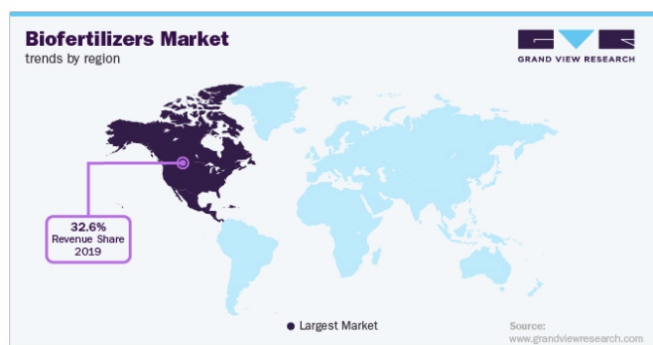 Biofertilizers Market
trends by region
GRAND VIEW RESEARCH
32.6%
Revenue Share
2019
Largest Market
Source:
www.grandviewresearch.com